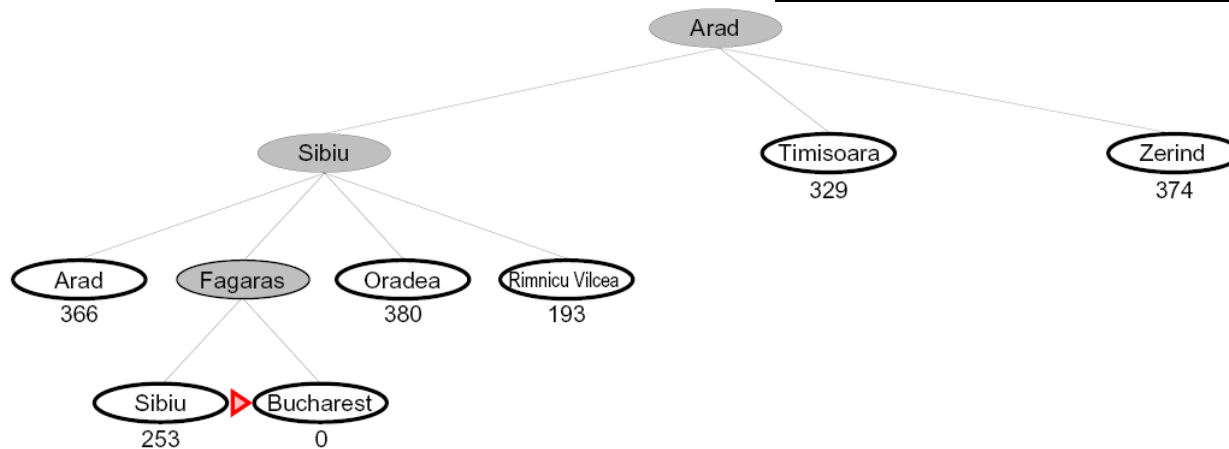 Arad
Sibiu
Timisoara
Zerind
329
374
Arad
Fagaras
Oradea
Rimnicu Vilcea
366
380
193
Sibiu
Bucharest
253
0